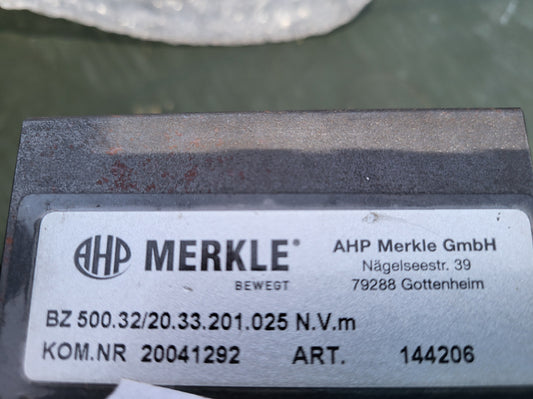 AHP MERKLE®
BEWEGT
AHP Merkle GmbH
Nägelseestr. 39
79288 Gottenheim
BZ 500.32/20.33.201.025 N.V.m
KOM.NR 20041292 ART. 144206